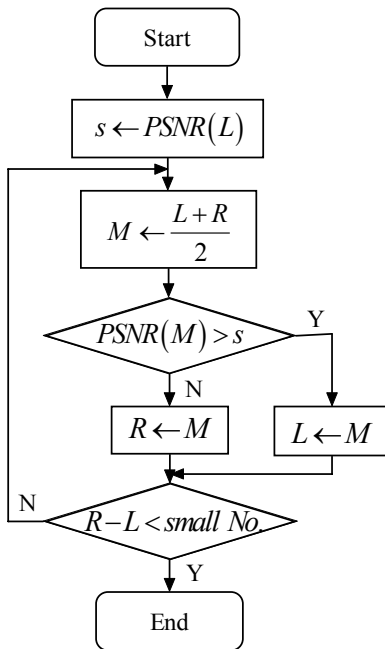 Start
s ← PSNR(L)
M ← (L + R)/2
PSNR(M) > s
Y
N
R ← M
L ← M
N
R − L < small No.
Y
End